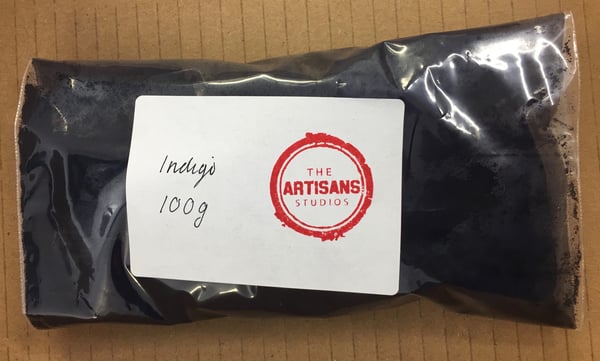 Indigo
100g
THE
ARTISANS
STUDIOS